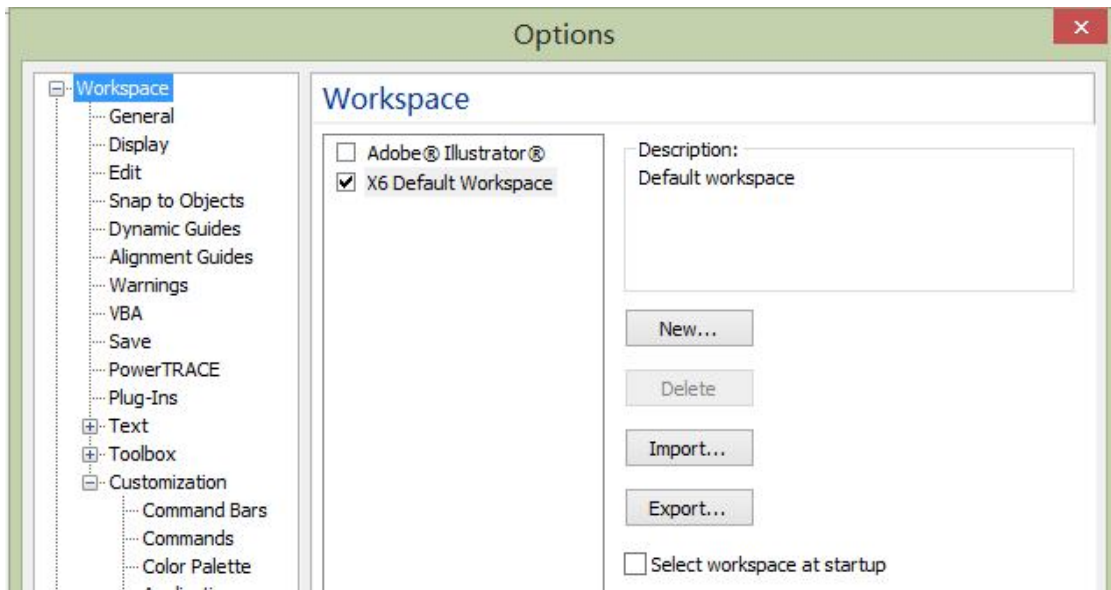 Options
Workspace
General
Display
Edit
Snap to Objects
Dynamic Guides
Alignment Guides
Warnings
VBA
Save
PowerTRACE
Plug-Ins
Text
Toolbox
Customization
Command Bars
Commands
Color Palette
Workspace
Adobe® Illustrator®
X6 Default Workspace
Description:
Default workspace
New...
Delete
Import...
Export...
Select workspace at startup